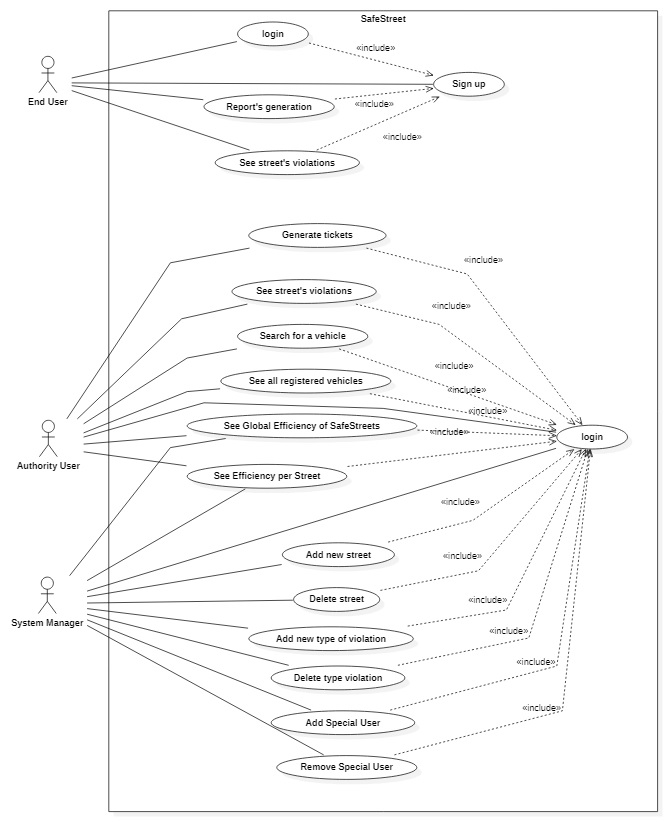 SafeStreet
login
«include»
Sign up
End User
Report's generation
«include»
«include»
See street's violations
Generate tickets
«include»
See street's violations
«include»
Search for a vehicle
«include»
See all registered vehicles
«include»
«include»
See Global Efficiency of SafeStreets
«include»
login
Authority User
See Efficiency per Street
«include»
Add new street
«include»
Delete street
«include»
System Manager
Add new type of violation
«include»
Delete type violation
«include»
Add Special User
«include»
Remove Special User